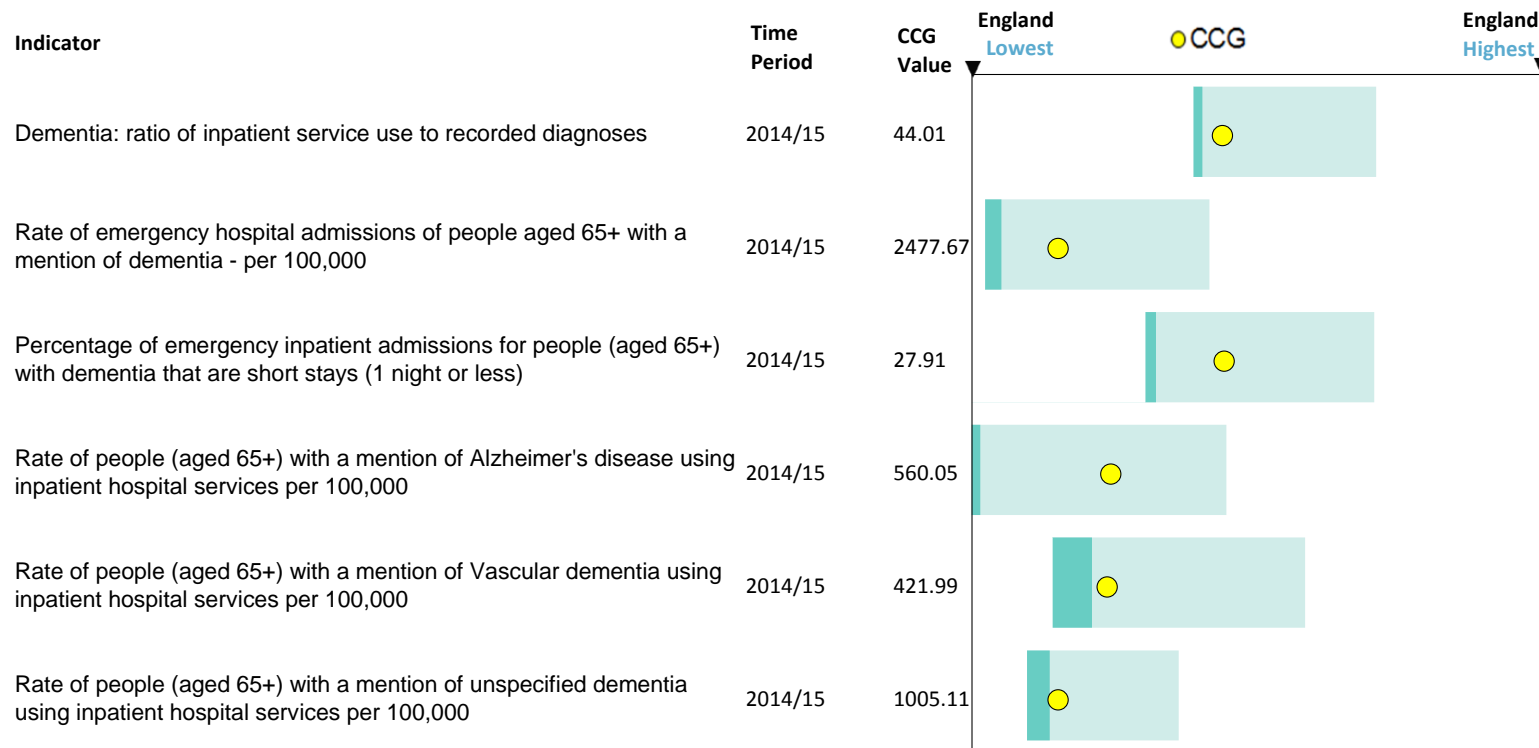 Indicator
Time
Period
CCG
Value
England
Lowest
CCG
England
Highest
Dementia: ratio of inpatient service use to recorded diagnoses
2014/15
44.01
Rate of emergency hospital admissions of people aged 65+ with a
mention of dementia - per 100,000
2014/15
2477.67
Percentage of emergency inpatient admissions for people (aged 65+)
with dementia that are short stays (1 night or less)
2014/15
27.91
Rate of people (aged 65+) with a mention of Alzheimer's disease using
inpatient hospital services per 100,000
2014/15
560.05
Rate of people (aged 65+) with a mention of Vascular dementia using
inpatient hospital services per 100,000
2014/15
421.99
Rate of people (aged 65+) with a mention of unspecified dementia
using inpatient hospital services per 100,000
2014/15
1005.11